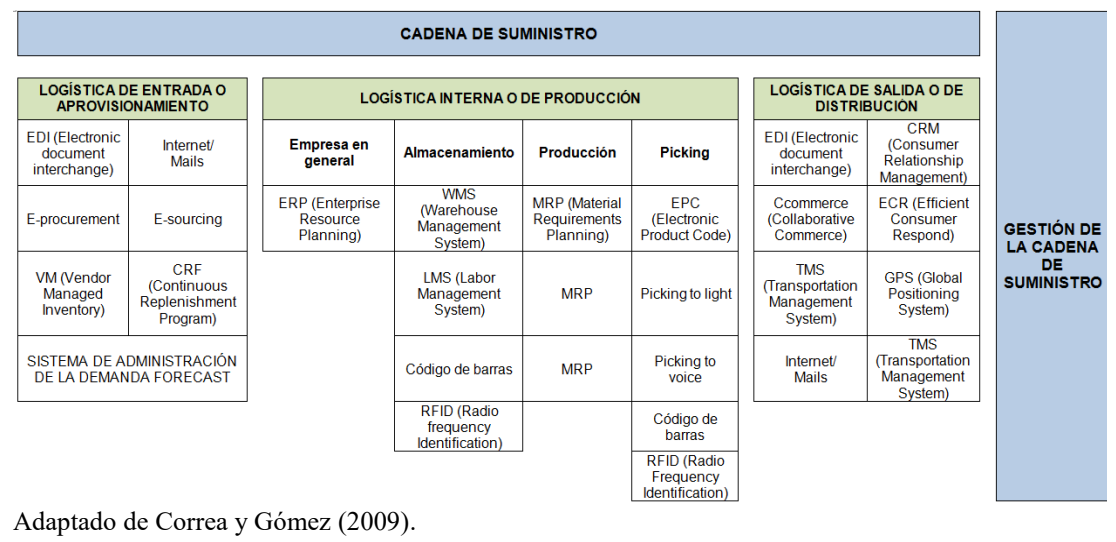 CADENA DE SUMINISTRO
LOGÍSTICA DE ENTRADA O
APROVISIONAMIENTO
EDI (Electronic
document
interchange)
Internet/
Mails
E-procurement
E-sourcing
VM (Vendor
Managed
Inventory)
CRF
(Continuous
Replenishment
Program)
SISTEMA DE ADMINISTRACIÓN
DE LA DEMANDA FORECAST
LOGÍSTICA INTERNA O DE PRODUCCIÓN
Empresa en
general
Almacenamiento
Producción
Picking
ERP (Enterprise
Resource
Planning)
WMS
(Warehouse
Management
System)
MRP (Material
Requirements
Planning)
EPC
(Electronic
Product Code)
LMS (Labor
Management
System)
MRP
Picking to light
Código de barras
MRP
Picking to
voice
RFID (Radio
frequency
Identification)
Código de
barras
RFID (Radio
Frequency
Identification)
LOGÍSTICA DE SALIDA O DE
DISTRIBUCIÓN
EDI (Electronic
document
interchange)
CRM
(Consumer
Relationship
Management)
Ccommerce
(Collaborative
Commerce)
ECR (Efficient
Consumer
Respond)
TMS
(Transportation
Management
System)
GPS (Global
Positioning
System)
Internet/
Mails
TMS
(Transportation
Management
System)
GESTIÓN DE
LA CADENA
DE
SUMINISTRO
Adaptado de Correa y Gómez (2009).